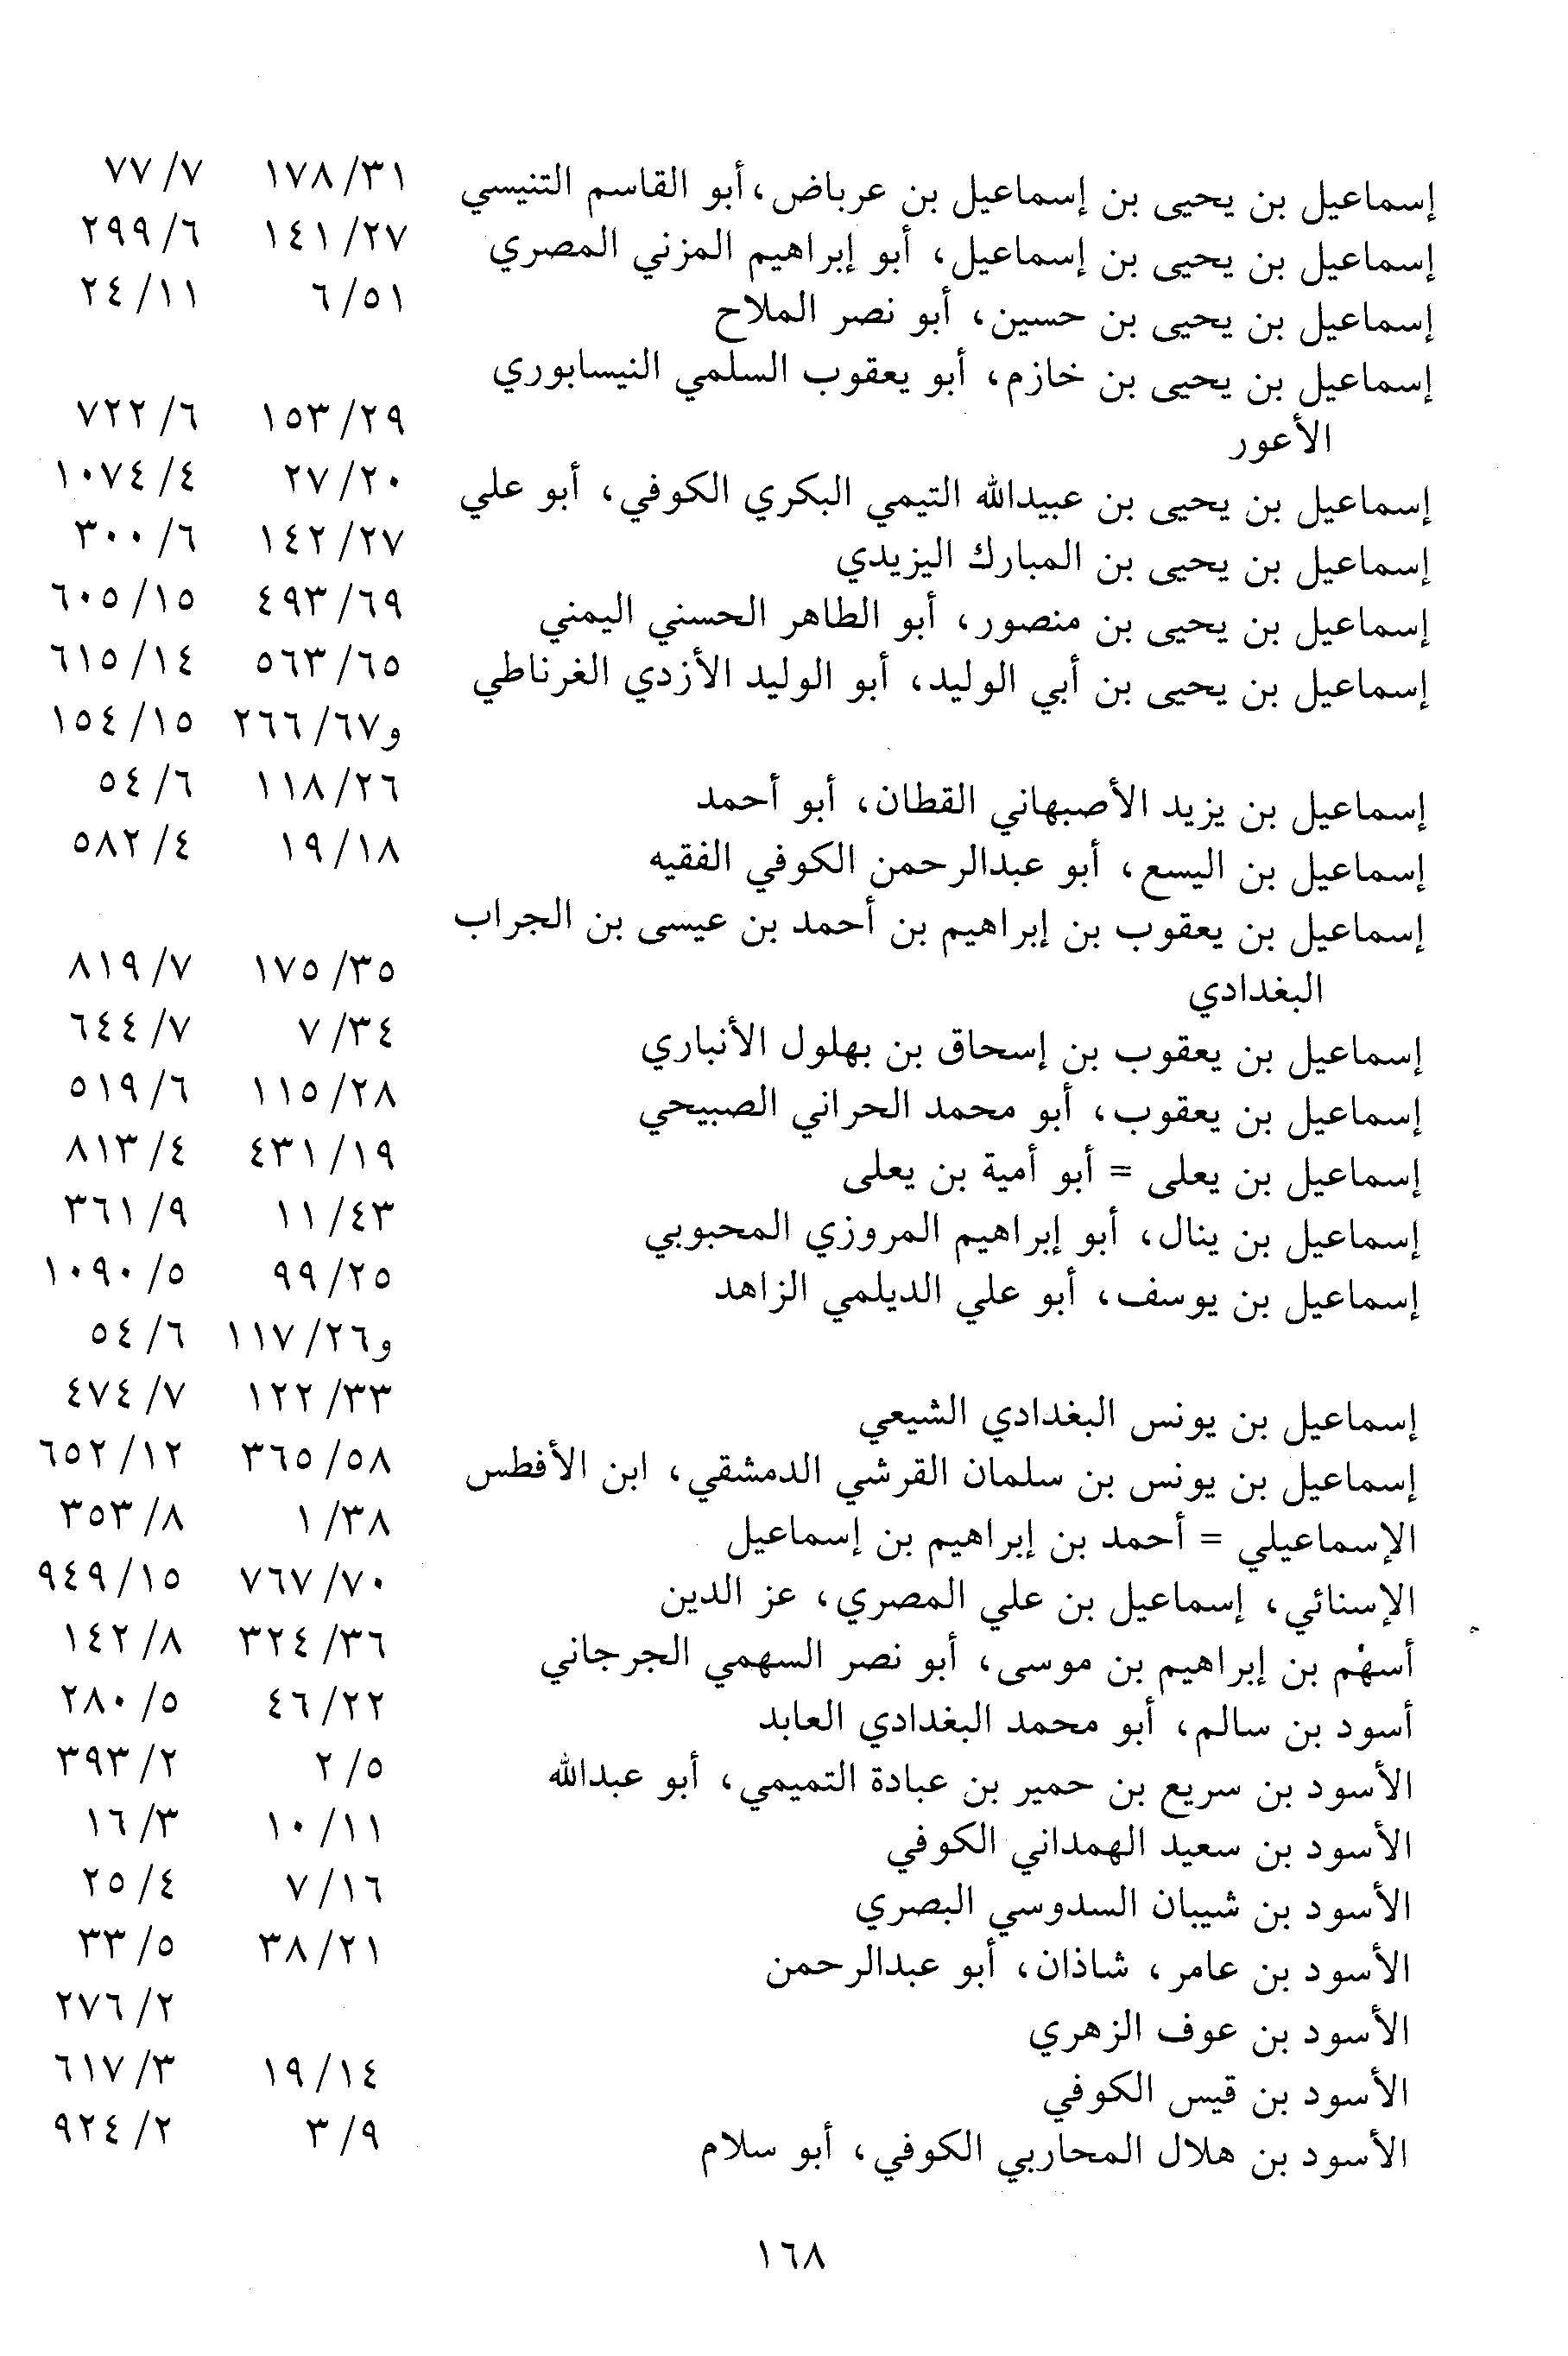 إسماعيل بن يحيى بن إسماعيل بن عرباض، أبو القاسم التنيسي ٣١/ ١٧٨ ٧/ ٧٧
إسماعيل بن يحيى بن إسماعيل، أبو إبراهيم المزني المصري ٢٧/ ١٤١ ٦/ ٢٩٩
إسماعيل بن يحيى بن حسين، أبو نصر الملاح ٥١/ ٦ ١١/ ٢٤
إسماعيل بن يحيى بن خازم، أبو يعقوب السلمي النيسابوري
الأعور ٢٩/ ١٥٣ ٦/ ٧٢٢
إسماعيل بن يحيى بن عبيدالله التيمي البكري الكوفي، أبو علي ٢٠/ ٢٧ ٤/ ١٠٧٤
إسماعيل بن يحيى بن المبارك اليزيدي ٢٧/ ١٤٢ ٦/ ٣٠٠
إسماعيل بن يحيى بن منصور، أبو الطاهر الحسني اليمني ٦٩/ ٤٩٣ ١٥/ ٦٠٥
إسماعيل بن يحيى بن أبي الوليد، أبو الوليد الأزدي الغرناطي ٦٥/ ٥٦٣ ١٤/ ٦١٥
و٦٧/ ٢٦٦ ١٥/ ١٥٤
إسماعيل بن يزيد الأصبهاني القطان، أبو أحمد ٢٦/ ١١٨ ٦/ ٥٤
إسماعيل بن اليسع، أبو عبدالرحمن الكوفي الفقيه ١٨/ ١٩ ٤/ ٥٨٢
إسماعيل بن يعقوب بن إبراهيم بن أحمد بن عيسى بن الجراب
البغدادي ٣٥/ ١٧٥ ٧/ ٨١٩
إسماعيل بن يعقوب بن إسحاق بن بهلول الأنباري ٣٤/ ٧ ٧/ ٦٤٤
إسماعيل بن يعقوب، أبو محمد الحراني الصبيحي ٢٨/ ١١٥ ٦/ ٥١٩
إسماعيل بن يعلى = أبو أمية بن يعلى ١٩/ ٤٣١ ٤/ ٨١٣
إسماعيل بن ينال، أبو إبراهيم المروزي المحبوبي ٤٣/ ١١ ٩/ ٣٦١
إسماعيل بن يوسف، أبو علي الديلمي الزاهد ٢٥/ ٩٩ ٥/ ١٠٩٠
و٢٦/ ١١٧ ٦/ ٥٤
إسماعيل بن يونس البغدادي الشيعي ٣٣/ ١٢٢ ٧/ ٤٧٤
إسماعيل بن يونس بن سلمان القرشي الدمشقي، ابن الأفطس ٥٨/ ٣٦٥ ١٢/ ٦٥٢
الإسماعيلي = أحمد بن إبراهيم بن إسماعيل ٣٨/ ١ ٨/ ٣٥٣
الإسنائي، إسماعيل بن علي المصري، عز الدين ٧٠/ ٧٦٧ ١٥/ ٩٤٩
أسهُم بن إبراهيم بن موسى، أبو نصر السهمي الجرجاني ٣٦/ ٣٢٤ ٨/ ١٤٢
أسود بن سالم، أبو محمد البغدادي العابد ٢٢/ ٤٦ ٥/ ٢٨٠
الأسود بن سريع بن حمير بن عبادة التميمي، أبو عبدالله ٥/ ٢ ٢/ ٣٩٣
الأسود بن سعيد الهمداني الكوفي ١١/ ١٠ ٣/ ١٦
الأسود بن شيبان السدوسي البصري ١٦/ ٧ ٤/ ٢٥
الأسود بن عامر، شاذان، أبو عبدالرحمن ٢١/ ٣٨ ٥/ ٣٣
الأسود بن عوف الزهري ٢/ ٢٧٦
الأسود بن قيس الكوفي ١٤/ ١٩ ٣/ ٦١٧
الأسود بن هلال المحاربي الكوفي، أبو سلام ٩/ ٣ ٢/ ٩٢٤
١٦٨